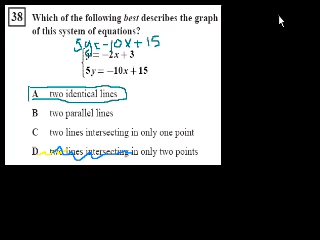 38 Which of the following best describes the graph
of this system of equations?
5y=-10x+15
y = −2x + 3
5y = −10x + 15
A two identical lines
B two parallel lines
C two lines intersecting in only one point
D two lines intersecting in only two points